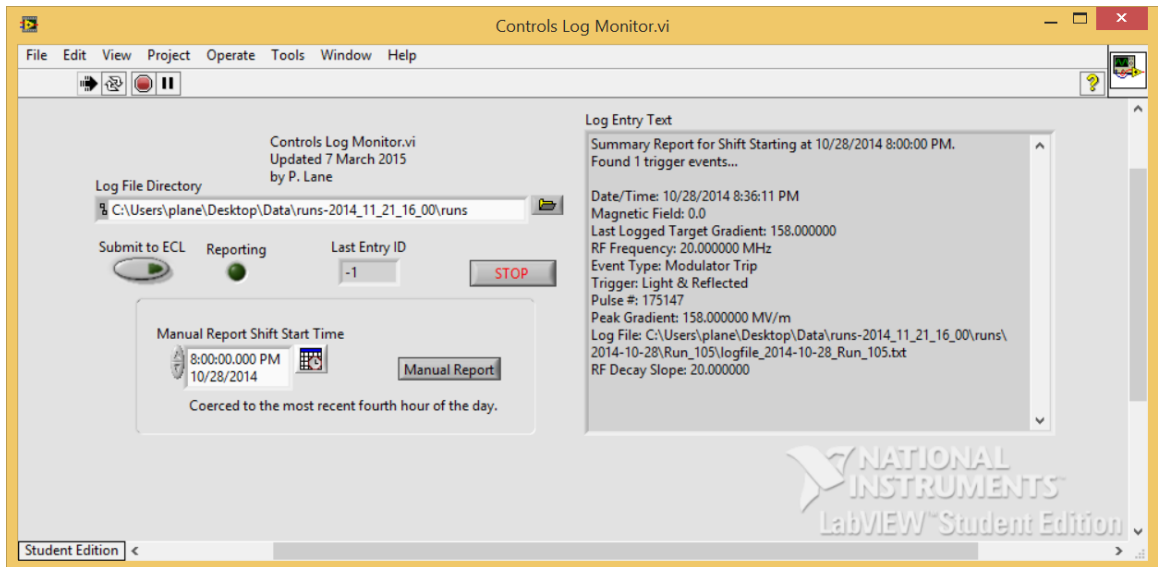 Controls Log Monitor.vi
File Edit View Project Operate Tools Window Help
?
Controls Log Monitor.vi
Updated 7 March 2015
by P. Lane
Log File Directory
C:\Users\plane\Desktop\Data\runs-2014_11_21_16_00\runs
Submit to ECL
Reporting
Last Entry ID
-1
STOP
Manual Report Shift Start Time
8:00:00.000 PM
10/28/2014
Manual Report
Coerced to the most recent fourth hour of the day.
Log Entry Text
Summary Report for Shift Starting at 10/28/2014 8:00:00 PM.
Found 1 trigger events...
Date/Time: 10/28/2014 8:36:11 PM
Magnetic Field: 0.0
Last Logged Target Gradient: 158.000000
RF Frequency: 20.000000 MHz
Event Type: Modulator Trip
Trigger: Light & Reflected
Pulse #: 175147
Peak Gradient: 158.000000 MV/m
Log File: C:\Users\plane\Desktop\Data\runs-2014_11_21_16_00\runs\
2014-10-28\Run_105\logfile_2014-10-28_Run_105.txt
RF Decay Slope: 20.000000
NATIONAL
INSTRUMENTS™
LabVIEW™ Student Edition
Student Edition